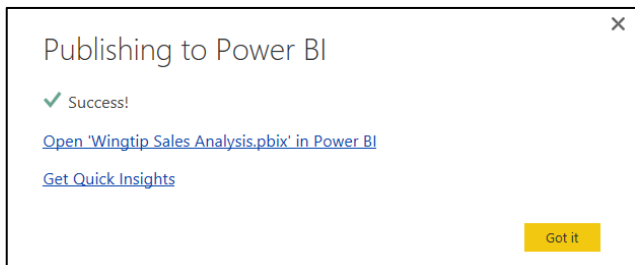 Publishing to Power BI
Success!
Open 'Wingtip Sales Analysis.pbix' in Power BI
Get Quick Insights
Got it